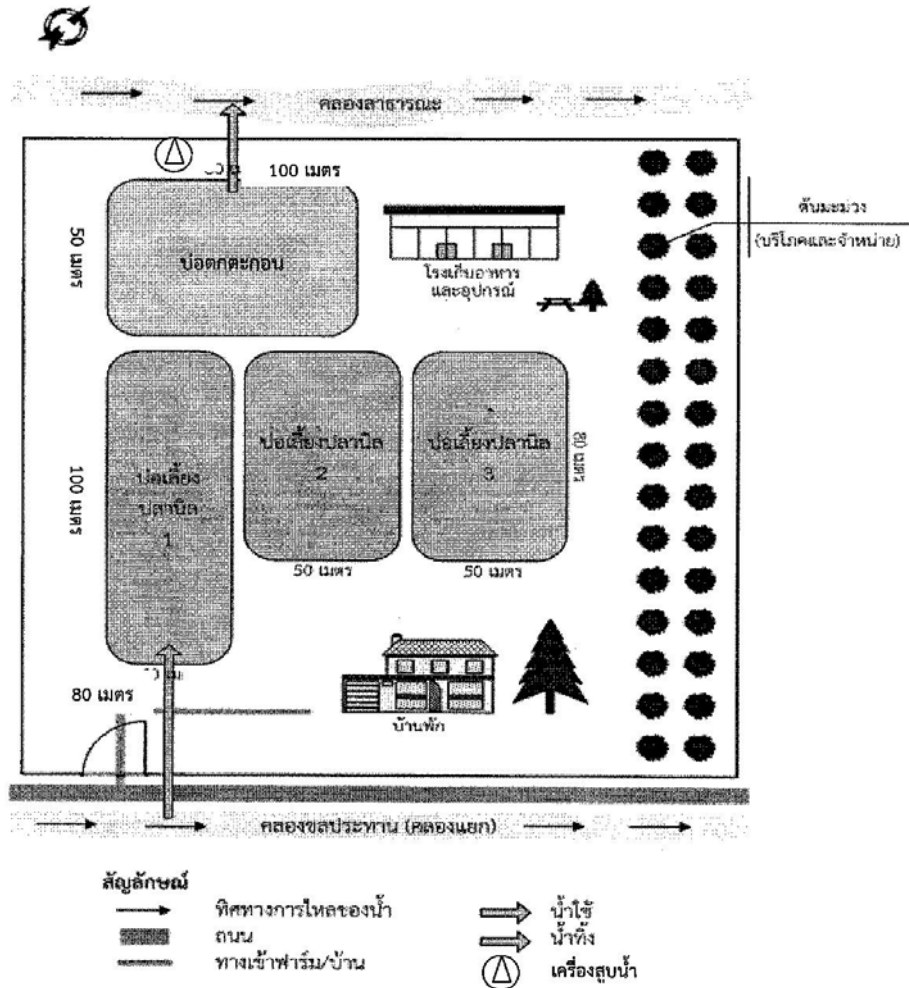 คลองสาธารณะ
100 เมตร
50 เมตร
บ่อตกตะกอน
โรงเก็บอาหาร
และอุปกรณ์
ต้นมะม่วง
(บริโภคและจำหน่าย)
บ่อเลี้ยง
ปลานิล
1
บ่อเลี้ยงปลานิล
2
บ่อเลี้ยงปลานิล
3
80 เมตร
100 เมตร
50 เมตร
50 เมตร
80 เมตร
บ้านพัก
คลองชลประทาน (คลองแยก)
สัญลักษณ์
ทิศทางการไหลของน้ำ
ถนน
ทางเข้าฟาร์ม/บ้าน
น้ำใช้
น้ำทิ้ง
เครื่องสูบน้ำ